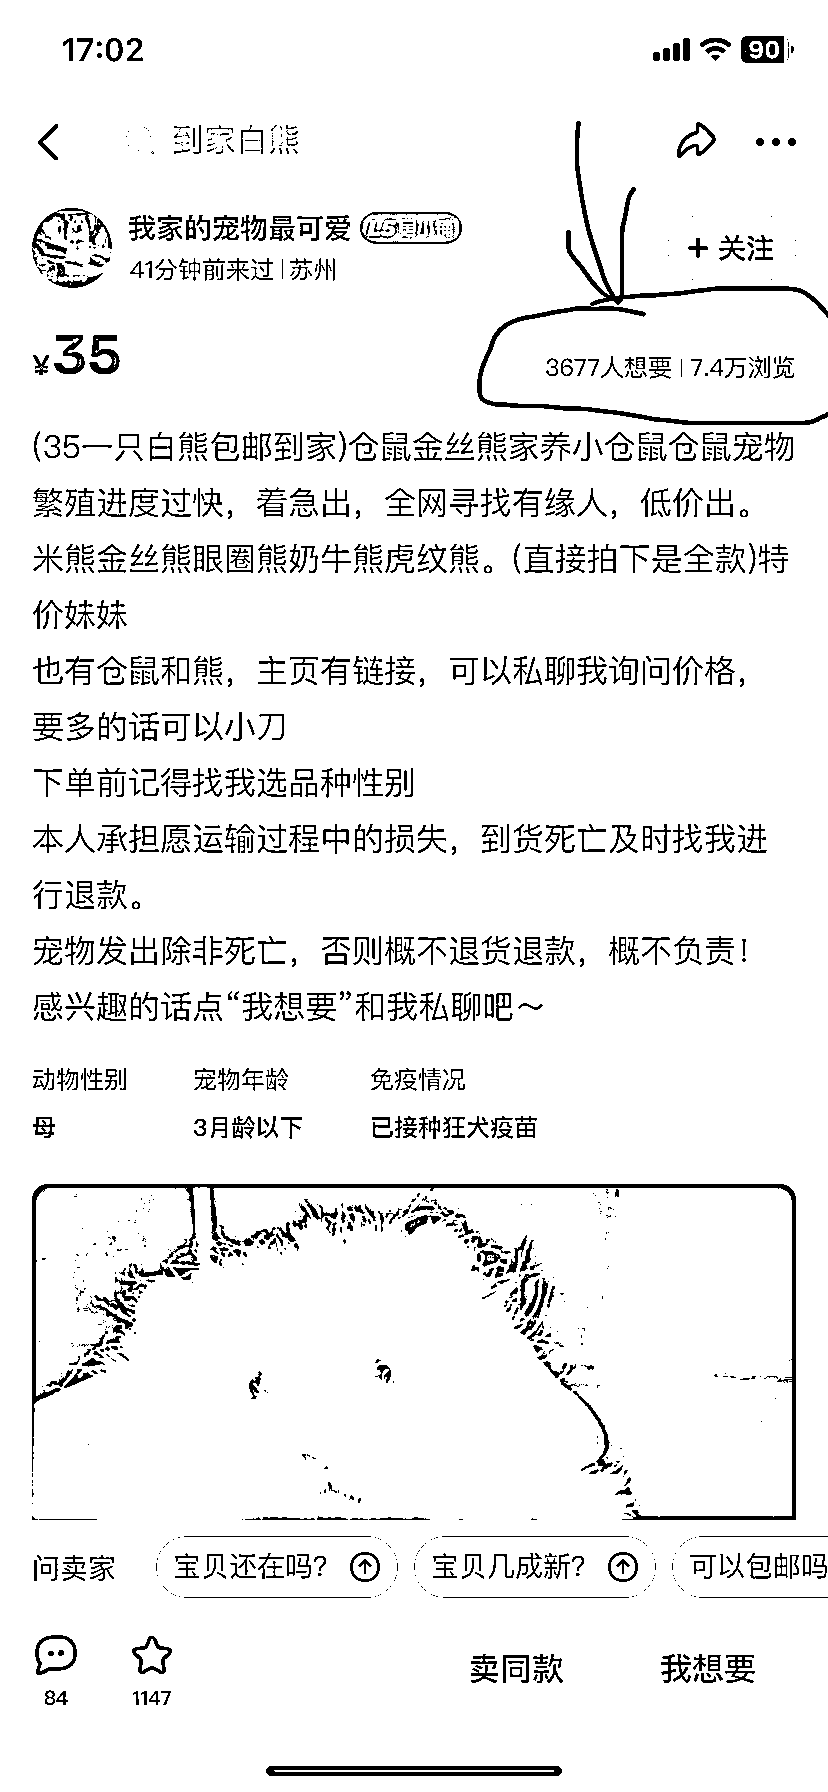 17:02
90
到家白熊
我家的宠物最可爱
+ 关注
41分钟前来过 | 苏州
¥35
3677人想要 | 7.4万浏览
(35一只白熊包邮到家)仓鼠金丝熊家养小仓鼠仓鼠宠物
繁殖进度过快，着急出，全网寻找有缘人，低价出。
米熊金丝熊眼圈熊奶牛熊虎纹熊。(直接拍下是全款)特
价妹妹
也有仓鼠和熊，主页有链接，可以私聊我询问价格，
要多的话可以小刀
下单前记得找我选品种性别
本人承担愿运输过程中的损失，到货死亡及时找我进
行退款。
宠物发出除非死亡，否则概不退货退款，概不负责！
感兴趣的话点“我想要”和我私聊吧～
动物性别 宠物年龄 免疫情况
母 3月龄以下 已接种狂犬疫苗
问卖家 宝贝还在吗？ 宝贝几成新？ 可以包邮吗
卖同款 我想要
84 1147